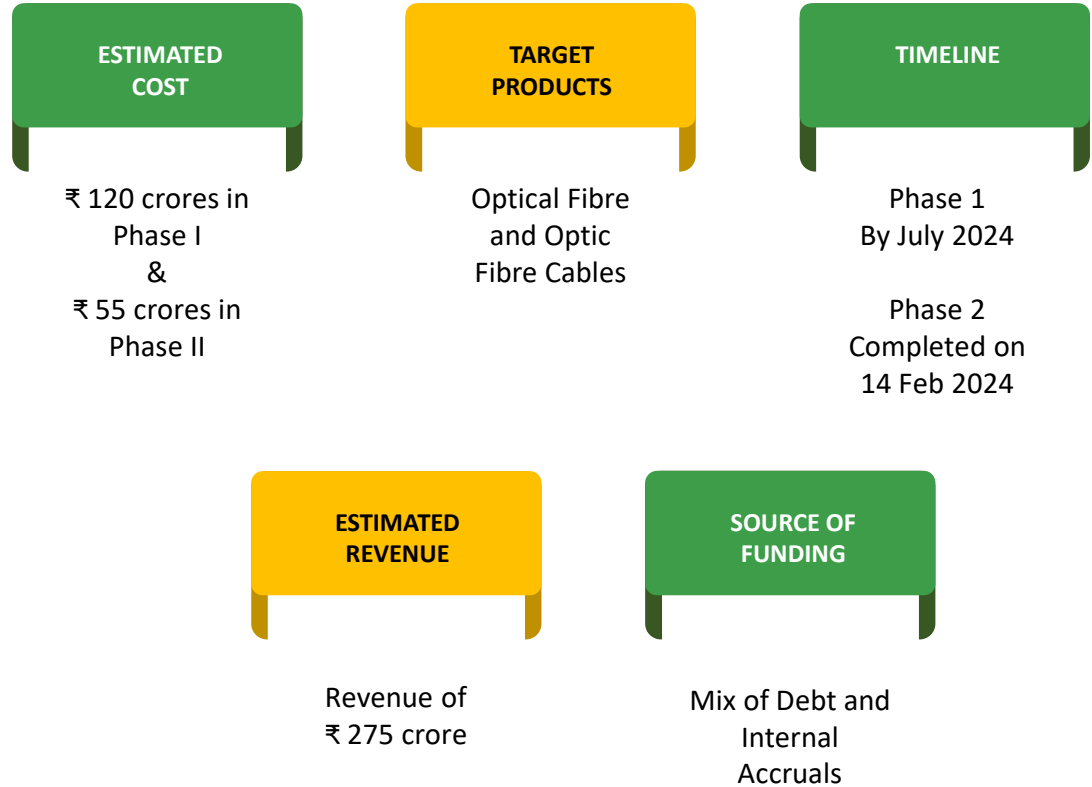 ESTIMATED
COST
₹ 120 crores in
Phase I
&
₹ 55 crores in
Phase II
TARGET
PRODUCTS
Optical Fibre
and Optic
Fibre Cables
TIMELINE
Phase 1
By July 2024
Phase 2
Completed on
14 Feb 2024
ESTIMATED
REVENUE
Revenue of
₹ 275 crore
SOURCE OF
FUNDING
Mix of Debt and
Internal
Accruals